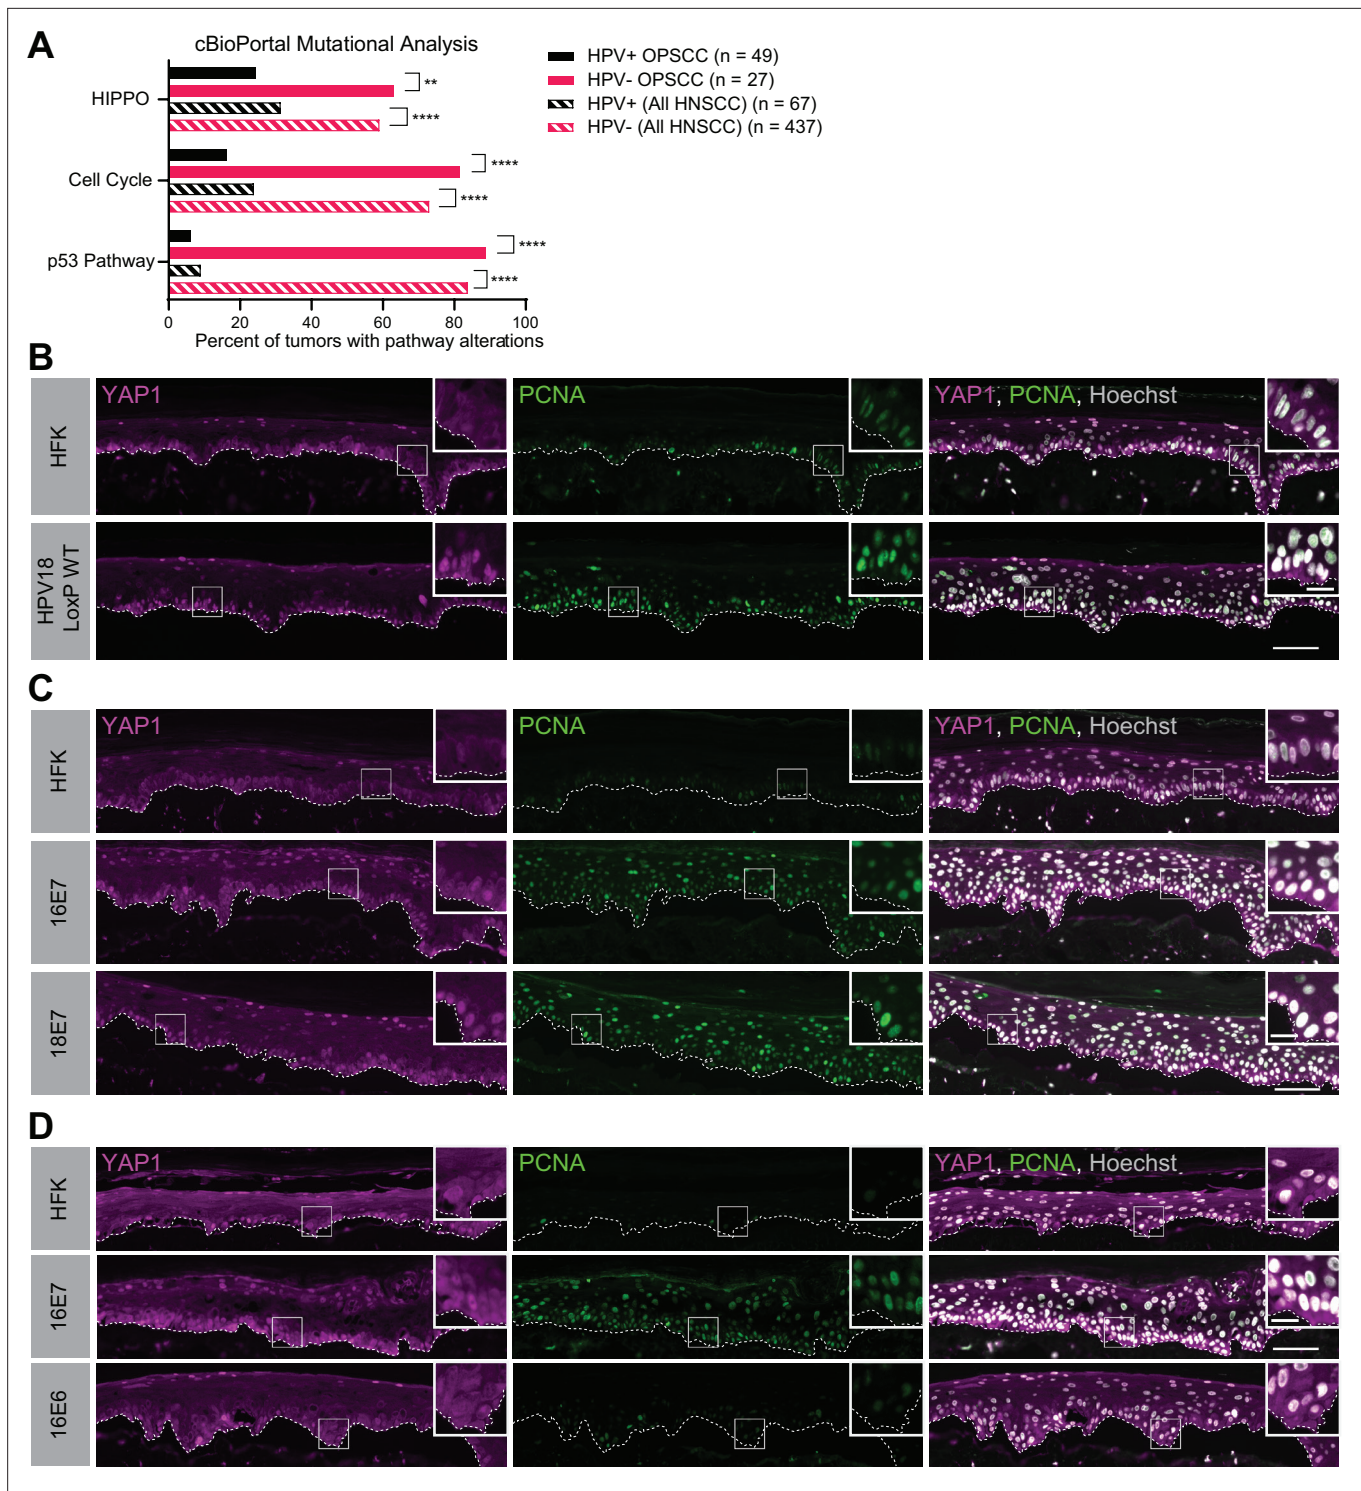 A
cBioPortal Mutational Analysis
HPV+ OPSCC (n = 49)
HPV- OPSCC (n = 27)
HPV+ (All HNSCC) (n = 67)
HPV- (All HNSCC) (n = 437)
HIPPO
**
****
Cell Cycle
****
****
p53 Pathway
****
****
0 20 40 60 80 100
Percent of tumors with pathway alterations
B
HFK
YAP1
PCNA
YAP1, PCNA, Hoechst
HPV18
LoxP WT
C
HFK
YAP1
PCNA
YAP1, PCNA, Hoechst
16E7
18E7
D
HFK
YAP1
PCNA
YAP1, PCNA, Hoechst
16E7
16E6